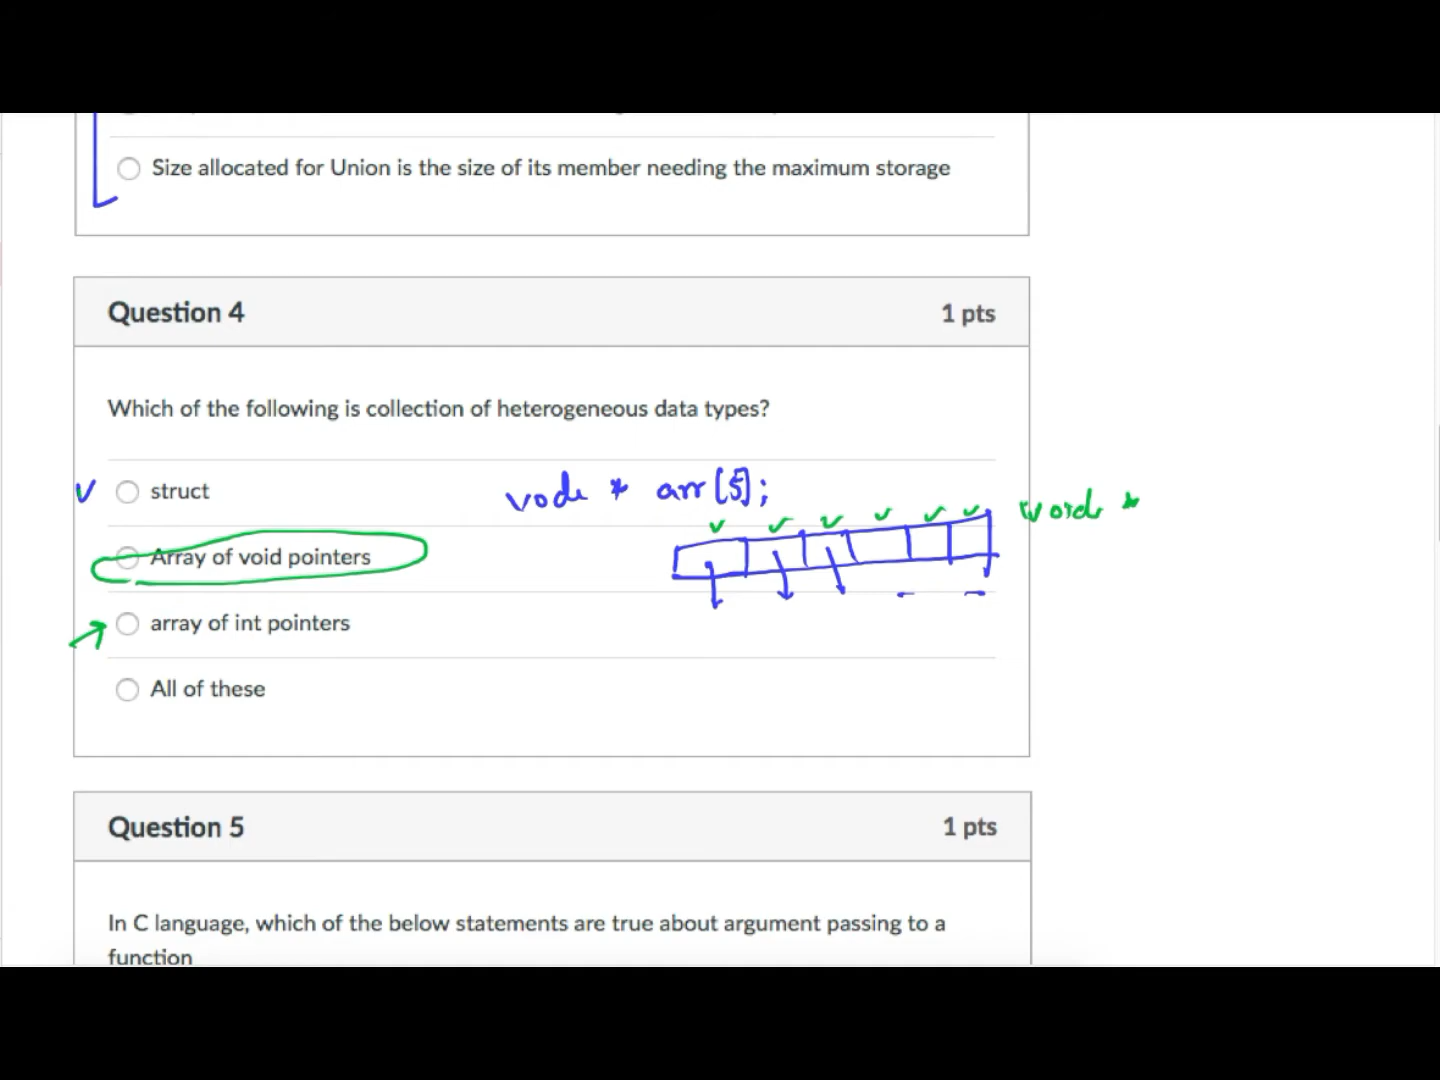 Size allocated for Union is the size of its member needing the maximum storage
Question 4 1 pts
Which of the following is collection of heterogeneous data types?
struct
void * arr[5];
void *
Array of void pointers
array of int pointers
All of these
Question 5 1 pts
In C language, which of the below statements are true about argument passing to a
function